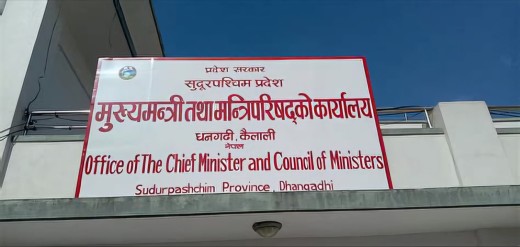 प्रदेश सरकार
सुदूरपश्चिम प्रदेश
मुख्यमन्त्री तथा मन्त्रिपरिषद्को कार्यालय
धनगढी, कैलाली
नेपाल
Office of The Chief Minister and Council of Ministers
Sudurpashchim Province, Dhangadhi